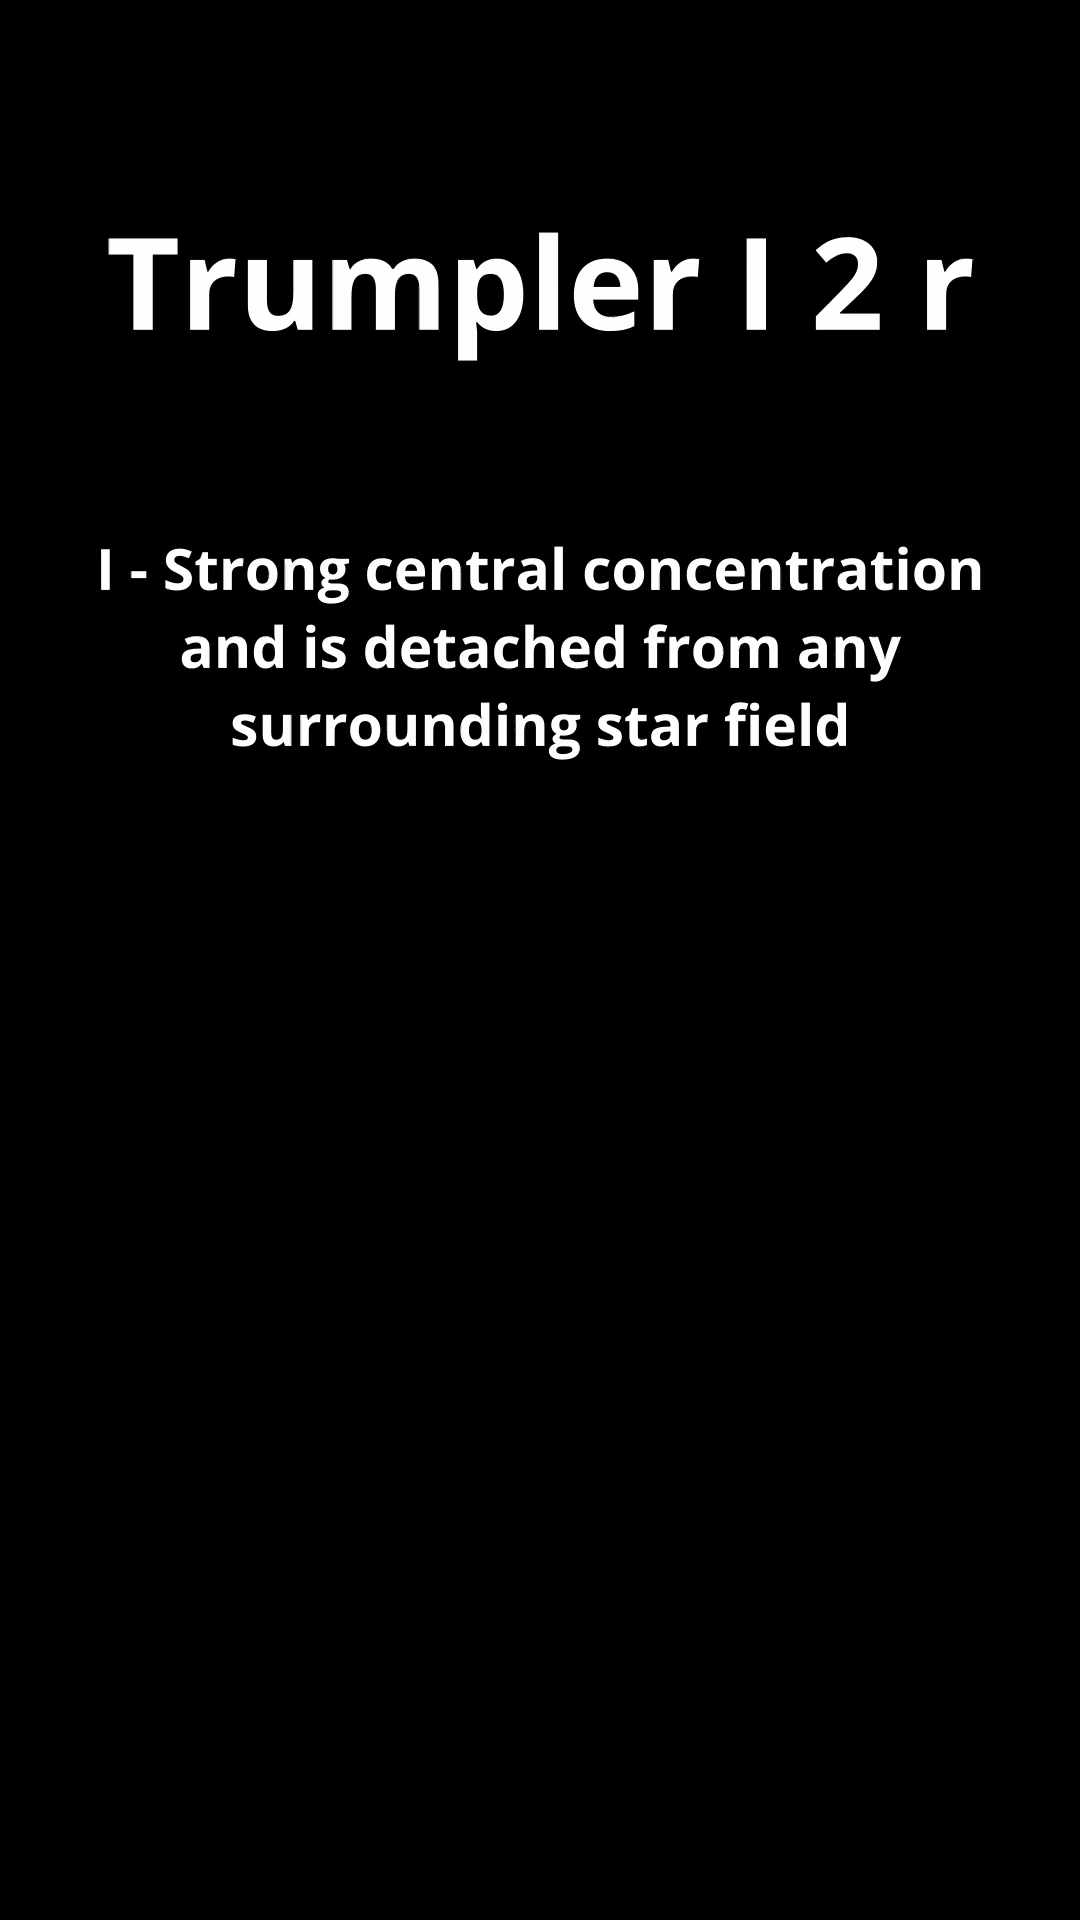 Trumpler I 2 r
I - Strong central concentration
and is detached from any
surrounding star field